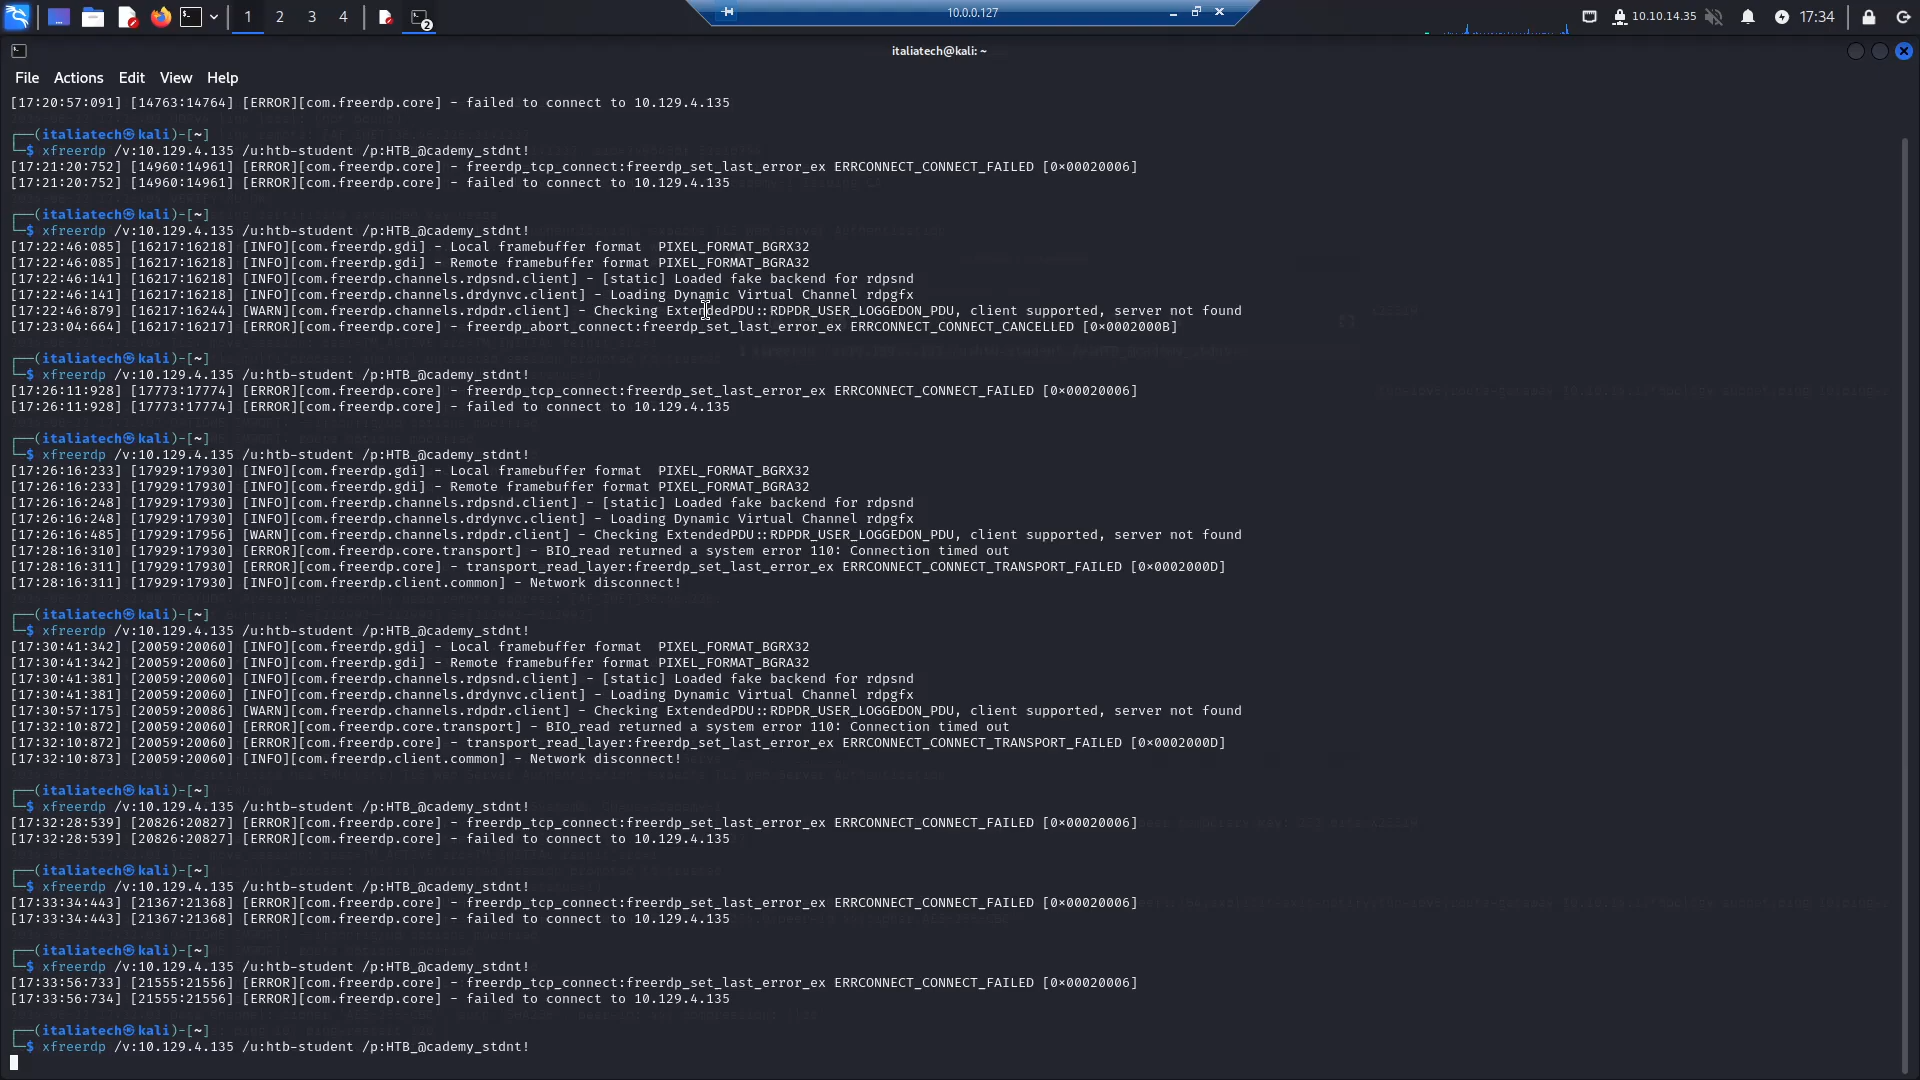 1 2 3 4 2 10.0.0.127 10.10.14.35 17:34
italiatech@kali: ~
File Actions Edit View Help
[17:20:57:091] [14763:14764] [ERROR][com.freerdp.core] - failed to connect to 10.129.4.135
┌──(italiatech㉿kali)-[~]
└─$ xfreerdp /v:10.129.4.135 /u:htb-student /p:HTB_@cademy_stdnt!
[17:21:20:752] [14960:14961] [ERROR][com.freerdp.core] - freerdp_tcp_connect:freerdp_set_last_error_ex ERRCONNECT_CONNECT_FAILED [0×00020006]
[17:21:20:752] [14960:14961] [ERROR][com.freerdp.core] - failed to connect to 10.129.4.135
┌──(italiatech㉿kali)-[~]
└─$ xfreerdp /v:10.129.4.135 /u:htb-student /p:HTB_@cademy_stdnt!
[17:22:46:085] [16217:16218] [INFO][com.freerdp.gdi] - Local framebuffer format  PIXEL_FORMAT_BGRX32
[17:22:46:085] [16217:16218] [INFO][com.freerdp.gdi] - Remote framebuffer format PIXEL_FORMAT_BGRA32
[17:22:46:141] [16217:16218] [INFO][com.freerdp.channels.rdpsnd.client] - [static] Loaded fake backend for rdpsnd
[17:22:46:141] [16217:16218] [INFO][com.freerdp.channels.drdynvc.client] - Loading Dynamic Virtual Channel rdpgfx
[17:22:46:879] [16217:16244] [WARN][com.freerdp.channels.rdpdr.client] - Checking ExtendedPDU::RDPDR_USER_LOGGEDON_PDU, client supported, server not found
[17:23:04:664] [16217:16217] [ERROR][com.freerdp.core] - freerdp_abort_connect:freerdp_set_last_error_ex ERRCONNECT_CONNECT_CANCELLED [0×0002000B]
┌──(italiatech㉿kali)-[~]
└─$ xfreerdp /v:10.129.4.135 /u:htb-student /p:HTB_@cademy_stdnt!
[17:26:11:928] [17773:17774] [ERROR][com.freerdp.core] - freerdp_tcp_connect:freerdp_set_last_error_ex ERRCONNECT_CONNECT_FAILED [0×00020006]
[17:26:11:928] [17773:17774] [ERROR][com.freerdp.core] - failed to connect to 10.129.4.135
┌──(italiatech㉿kali)-[~]
└─$ xfreerdp /v:10.129.4.135 /u:htb-student /p:HTB_@cademy_stdnt!
[17:26:16:233] [17929:17930] [INFO][com.freerdp.gdi] - Local framebuffer format  PIXEL_FORMAT_BGRX32
[17:26:16:233] [17929:17930] [INFO][com.freerdp.gdi] - Remote framebuffer format PIXEL_FORMAT_BGRA32
[17:26:16:248] [17929:17930] [INFO][com.freerdp.channels.rdpsnd.client] - [static] Loaded fake backend for rdpsnd
[17:26:16:248] [17929:17930] [INFO][com.freerdp.channels.drdynvc.client] - Loading Dynamic Virtual Channel rdpgfx
[17:26:16:485] [17929:17956] [WARN][com.freerdp.channels.rdpdr.client] - Checking ExtendedPDU::RDPDR_USER_LOGGEDON_PDU, client supported, server not found
[17:28:16:310] [17929:17930] [ERROR][com.freerdp.core.transport] - BIO_read returned a system error 110: Connection timed out
[17:28:16:311] [17929:17930] [ERROR][com.freerdp.core] - transport_read_layer:freerdp_set_last_error_ex ERRCONNECT_CONNECT_TRANSPORT_FAILED [0×0002000D]
[17:28:16:311] [17929:17930] [INFO][com.freerdp.client.common] - Network disconnect!
┌──(italiatech㉿kali)-[~]
└─$ xfreerdp /v:10.129.4.135 /u:htb-student /p:HTB_@cademy_stdnt!
[17:30:41:342] [20059:20060] [INFO][com.freerdp.gdi] - Local framebuffer format  PIXEL_FORMAT_BGRX32
[17:30:41:342] [20059:20060] [INFO][com.freerdp.gdi] - Remote framebuffer format PIXEL_FORMAT_BGRA32
[17:30:41:381] [20059:20060] [INFO][com.freerdp.channels.rdpsnd.client] - [static] Loaded fake backend for rdpsnd
[17:30:41:381] [20059:20060] [INFO][com.freerdp.channels.drdynvc.client] - Loading Dynamic Virtual Channel rdpgfx
[17:30:57:175] [20059:20086] [WARN][com.freerdp.channels.rdpdr.client] - Checking ExtendedPDU::RDPDR_USER_LOGGEDON_PDU, client supported, server not found
[17:32:10:872] [20059:20060] [ERROR][com.freerdp.core.transport] - BIO_read returned a system error 110: Connection timed out
[17:32:10:872] [20059:20060] [ERROR][com.freerdp.core] - transport_read_layer:freerdp_set_last_error_ex ERRCONNECT_CONNECT_TRANSPORT_FAILED [0×0002000D]
[17:32:10:873] [20059:20060] [INFO][com.freerdp.client.common] - Network disconnect!
┌──(italiatech㉿kali)-[~]
└─$ xfreerdp /v:10.129.4.135 /u:htb-student /p:HTB_@cademy_stdnt!
[17:32:28:539] [20826:20827] [ERROR][com.freerdp.core] - freerdp_tcp_connect:freerdp_set_last_error_ex ERRCONNECT_CONNECT_FAILED [0×00020006]
[17:32:28:539] [20826:20827] [ERROR][com.freerdp.core] - failed to connect to 10.129.4.135
┌──(italiatech㉿kali)-[~]
└─$ xfreerdp /v:10.129.4.135 /u:htb-student /p:HTB_@cademy_stdnt!
[17:33:34:443] [21367:21368] [ERROR][com.freerdp.core] - freerdp_tcp_connect:freerdp_set_last_error_ex ERRCONNECT_CONNECT_FAILED [0×00020006]
[17:33:34:443] [21367:21368] [ERROR][com.freerdp.core] - failed to connect to 10.129.4.135
┌──(italiatech㉿kali)-[~]
└─$ xfreerdp /v:10.129.4.135 /u:htb-student /p:HTB_@cademy_stdnt!
[17:33:56:733] [21555:21556] [ERROR][com.freerdp.core] - freerdp_tcp_connect:freerdp_set_last_error_ex ERRCONNECT_CONNECT_FAILED [0×00020006]
[17:33:56:734] [21555:21556] [ERROR][com.freerdp.core] - failed to connect to 10.129.4.135
┌──(italiatech㉿kali)-[~]
└─$ xfreerdp /v:10.129.4.135 /u:htb-student /p:HTB_@cademy_stdnt!